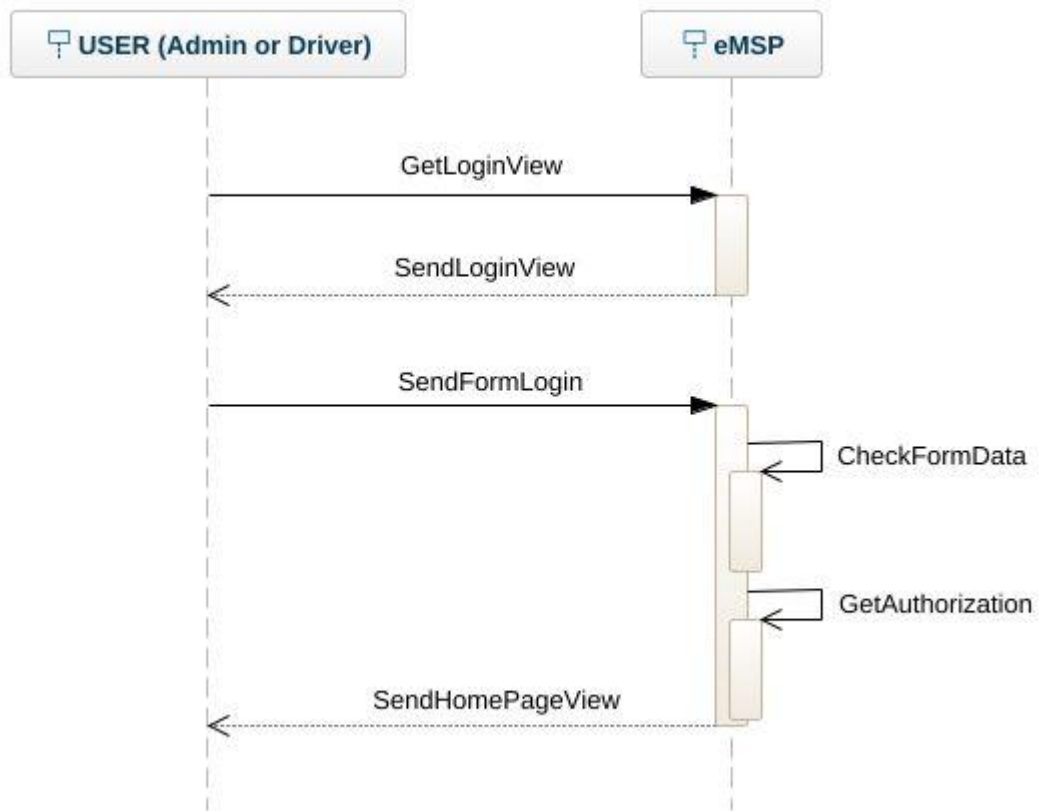 USER (Admin or Driver)
eMSP
GetLoginView
SendLoginView
SendFormLogin
CheckFormData
GetAuthorization
SendHomePageView